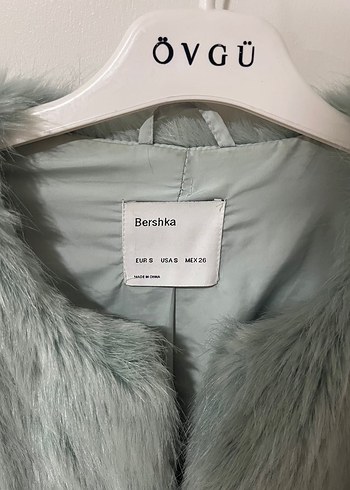 ÖVGÜ
Bershka
EUR S USA S MEX 26
MADE IN CHINA